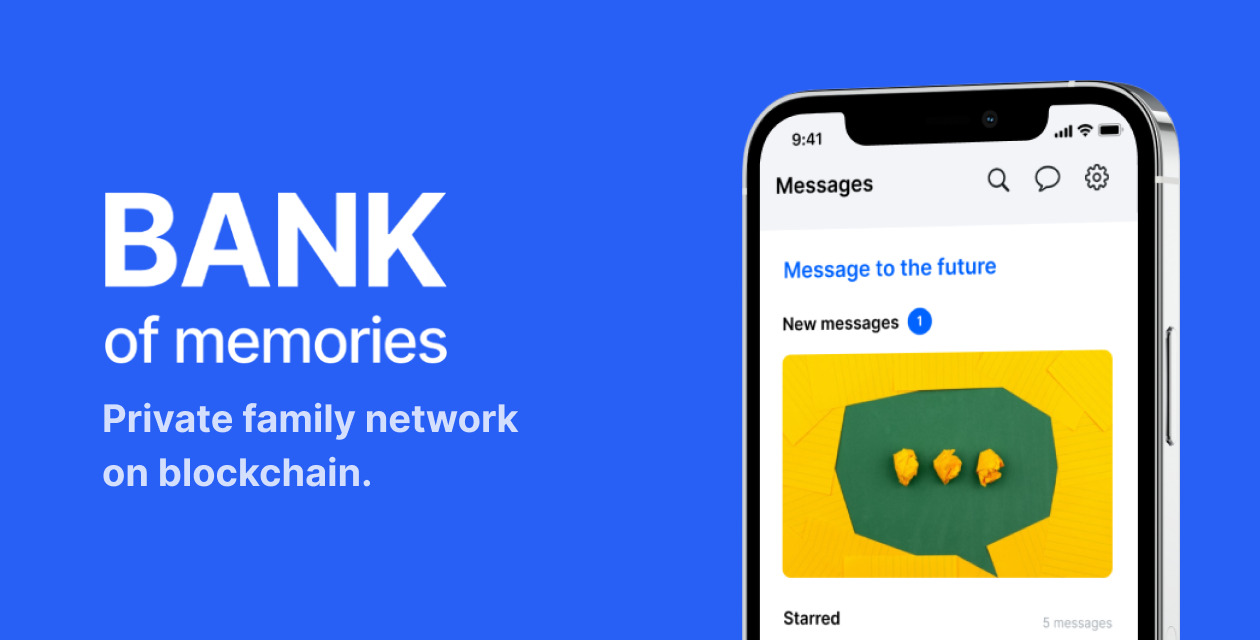 BANK
of memories
Private family network
on blockchain.
9:41
Messages
Message to the future
New messages 1
Starred
5 messages